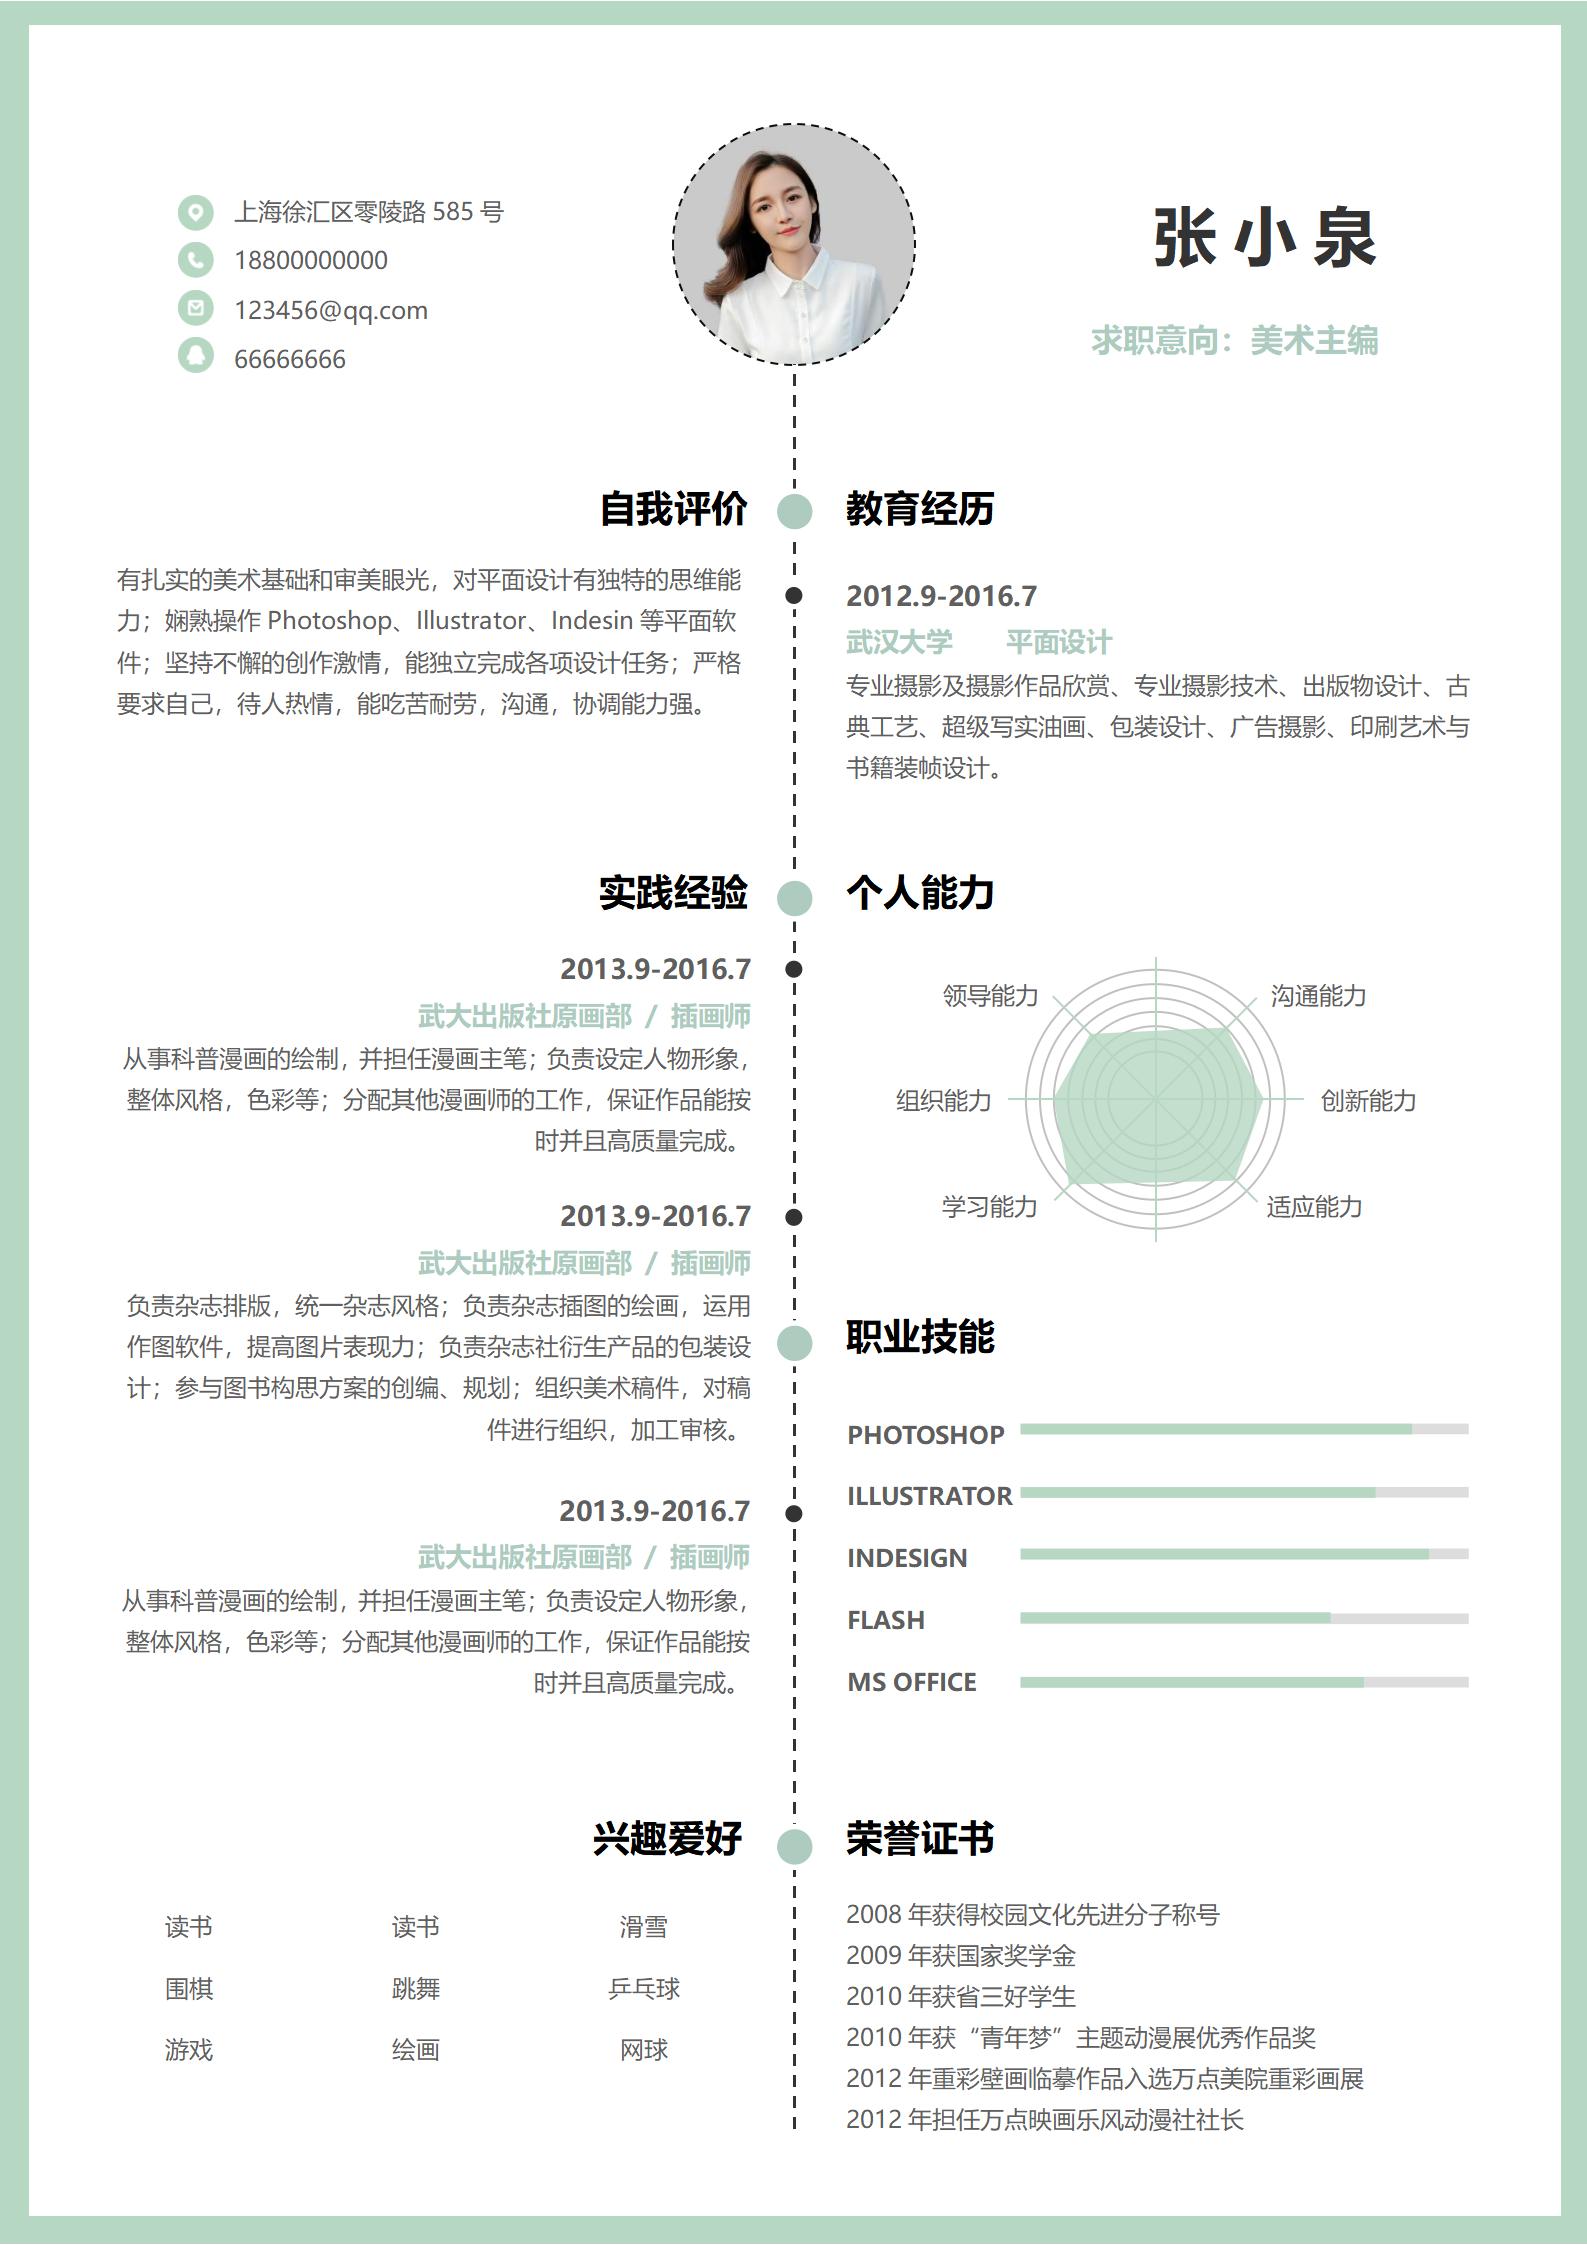 上海徐汇区零陵路 585 号
18800000000
123456@qq.com
66666666
张小泉
求职意向：美术主编
自我评价
有扎实的美术基础和审美眼光，对平面设计有独特的思维能
力；娴熟操作 Photoshop、Illustrator、Indesin 等平面软
件；坚持不懈的创作激情，能独立完成各项设计任务；严格
要求自己，待人热情，能吃苦耐劳，沟通，协调能力强。
教育经历
2012.9-2016.7
武汉大学 平面设计
专业摄影及摄影作品欣赏、专业摄影技术、出版物设计、古
典工艺、超级写实油画、包装设计、广告摄影、印刷艺术与
书籍装帧设计。
实践经验
2013.9-2016.7
武大出版社原画部 / 插画师
从事科普漫画的绘制，并担任漫画主笔；负责设定人物形象，
整体风格，色彩等；分配其他漫画师的工作，保证作品能按
时并且高质量完成。
2013.9-2016.7
武大出版社原画部 / 插画师
负责杂志排版，统一杂志风格；负责杂志插图的绘画，运用
作图软件，提高图片表现力；负责杂志社衍生产品的包装设
计；参与图书构思方案的创编、规划；组织美术稿件，对稿
件进行组织，加工审核。
2013.9-2016.7
武大出版社原画部 / 插画师
从事科普漫画的绘制，并担任漫画主笔；负责设定人物形象，
整体风格，色彩等；分配其他漫画师的工作，保证作品能按
时并且高质量完成。
个人能力
领导能力
沟通能力
组织能力
创新能力
学习能力
适应能力
职业技能
PHOTOSHOP
ILLUSTRATOR
INDESIGN
FLASH
MS OFFICE
兴趣爱好
读书 读书 滑雪
围棋 跳舞 乒乓球
游戏 绘画 网球
荣誉证书
2008 年获得校园文化先进分子称号
2009 年获国家奖学金
2010 年获省三好学生
2010 年获“青年梦”主题动漫展优秀作品奖
2012 年重彩壁画临摹作品入选万点美院重彩画展
2012 年担任万点映画乐风动漫社社长